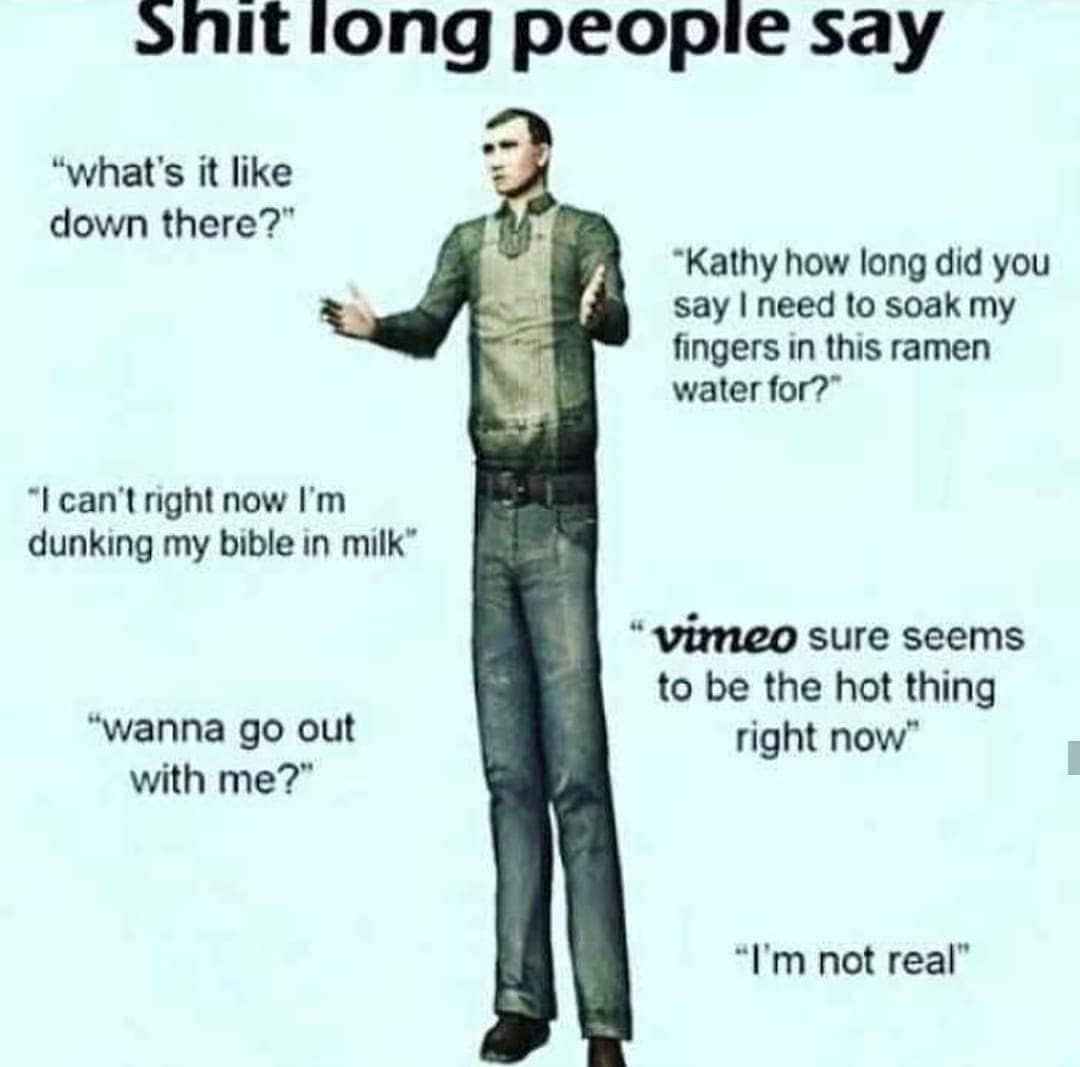 Shit long people say
“what's it like
down there?”
“Kathy how long did you
say I need to soak my
fingers in this ramen
water for?”
“I can't right now I'm
dunking my bible in milk”
“vimeo sure seems
to be the hot thing
right now”
“wanna go out
with me?”
“I'm not real”